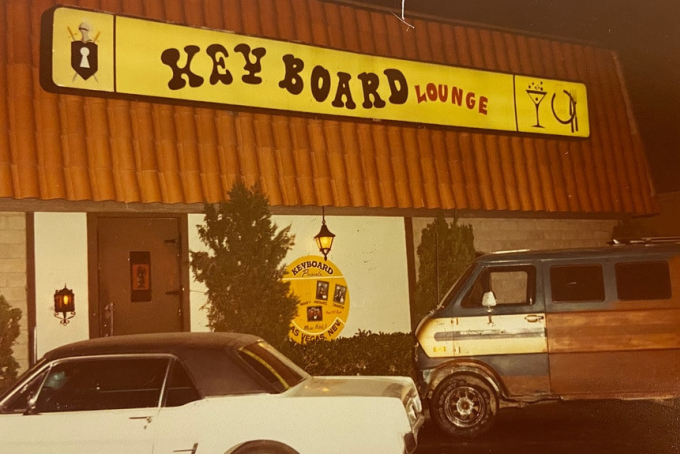 KEY BOARD LOUNGE
KEYBOARD
LAS VEGAS, NEV